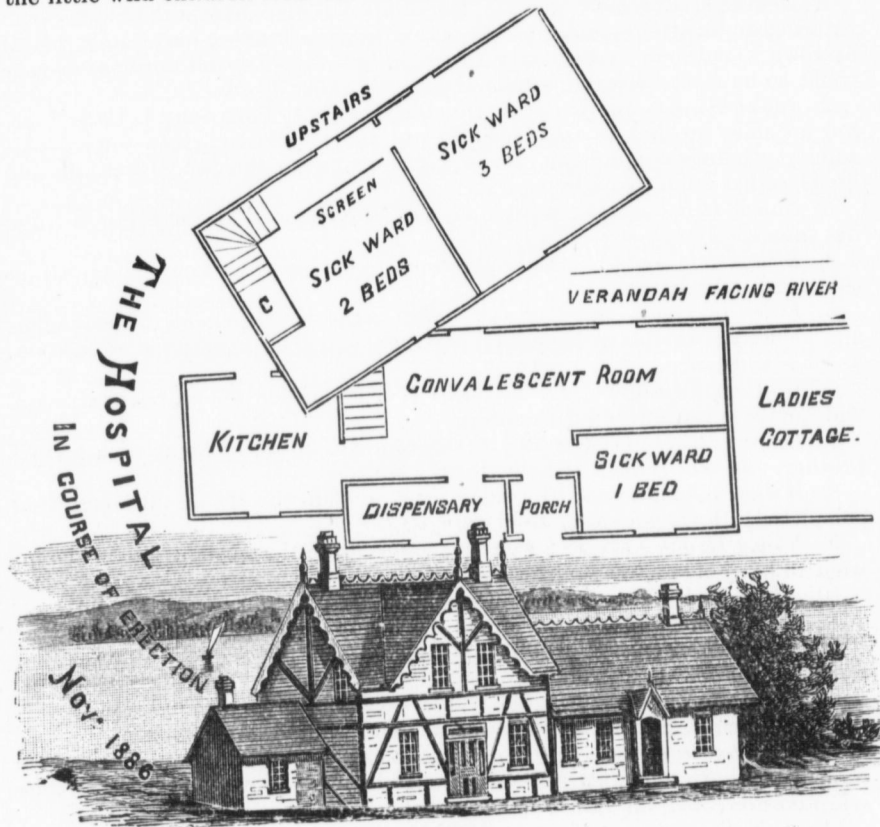 UPSTAIRS
SICK WARD
3 BEDS
SCREEN
SICK WARD
2 BEDS
C
VERANDAH FACING RIVER
CONVALESCENT ROOM
LADIES
COTTAGE.
KITCHEN
SICK WARD
1 BED
DISPENSARY
PORCH
THE HOSPITAL
IN COURSE OF ERECTION
NOV. 1886